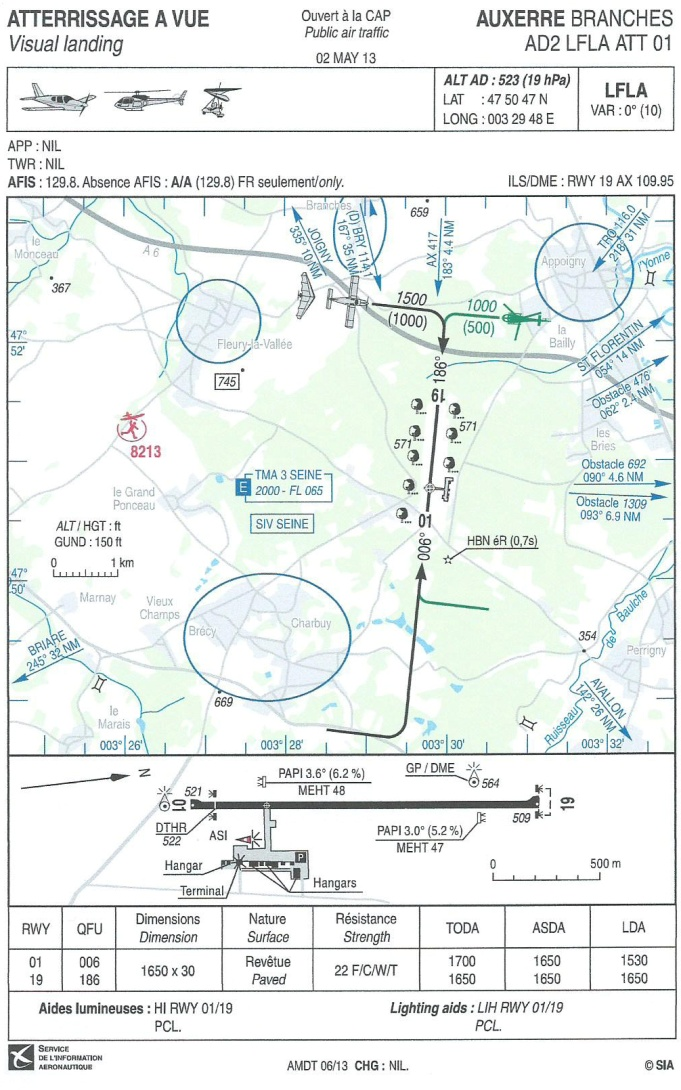 ATTERRISSAGE A VUE
Visual landing
Ouvert à la CAP
Public air traffic
02 MAY 13
AUXERRE BRANCHES
AD2 LFLA ATT 01
ALT AD : 523 (19 hPa)
LAT : 47 50 47 N
LONG : 003 29 48 E
LFLA
VAR : 0° (10)
APP : NIL
TWR : NIL
AFIS : 129.8. Absence AFIS : A/A (129.8) FR seulement/only.
ILS/DME : RWY 19 AX 109.95
Branches
659
le Monceau
A 6
367
JOIGNY
335° 10 NM
(D) BRY 114.1
167° 35 NM
AX 417
183° 4.4 NM
TRO 116.0
218° 31 NM
Appoigny
l'Yonne
1500
(1000)
1000
(500)
la Bailly
47°
52'
Fleury-la-Vallée
745
186°
19
ST FLORENTIN
054° 14 NM
Obstacle 476
062° 2.4 NM
8213
571
571
les Bries
TMA 3 SEINE
E
2000 - FL 065
SIV SEINE
Obstacle 692
090° 4.6 NM
Obstacle 1309
093° 6.9 NM
le Grand Ponceau
01
006°
ALT / HGT : ft
GUND : 150 ft
0 1 km
HBN éR (0,7s)
47°
50'
Marnay
Vieux Champs
Brécy
Charbuy
BRIARE
245° 32 NM
669
le Marais
354
Perrigny
Ruisseau de Baulche
AVALLON
142° 26 NM
003° 26'
003° 28'
003° 30'
003° 32'
N
PAPI 3.6° (6.2 %)
MEHT 48
GP / DME
564
01
521
509
19
DTHR
522
ASI
PAPI 3.0° (5.2 %)
MEHT 47
P
Hangar
Terminal
Hangars
0 500 m
RWY
QFU
Dimensions
Dimension
Nature
Surface
Résistance
Strength
TODA
ASDA
LDA
01
19
006
186
1650 x 30
Revêtue
Paved
22 F/C/W/T
1700
1650
1650
1650
1530
1650
Aides lumineuses : HI RWY 01/19
PCL.
Lighting aids : LIH RWY 01/19
PCL.
SERVICE
DE L'INFORMATION
AERONAUTIQUE
AMDT 06/13 CHG : NIL.
© SIA